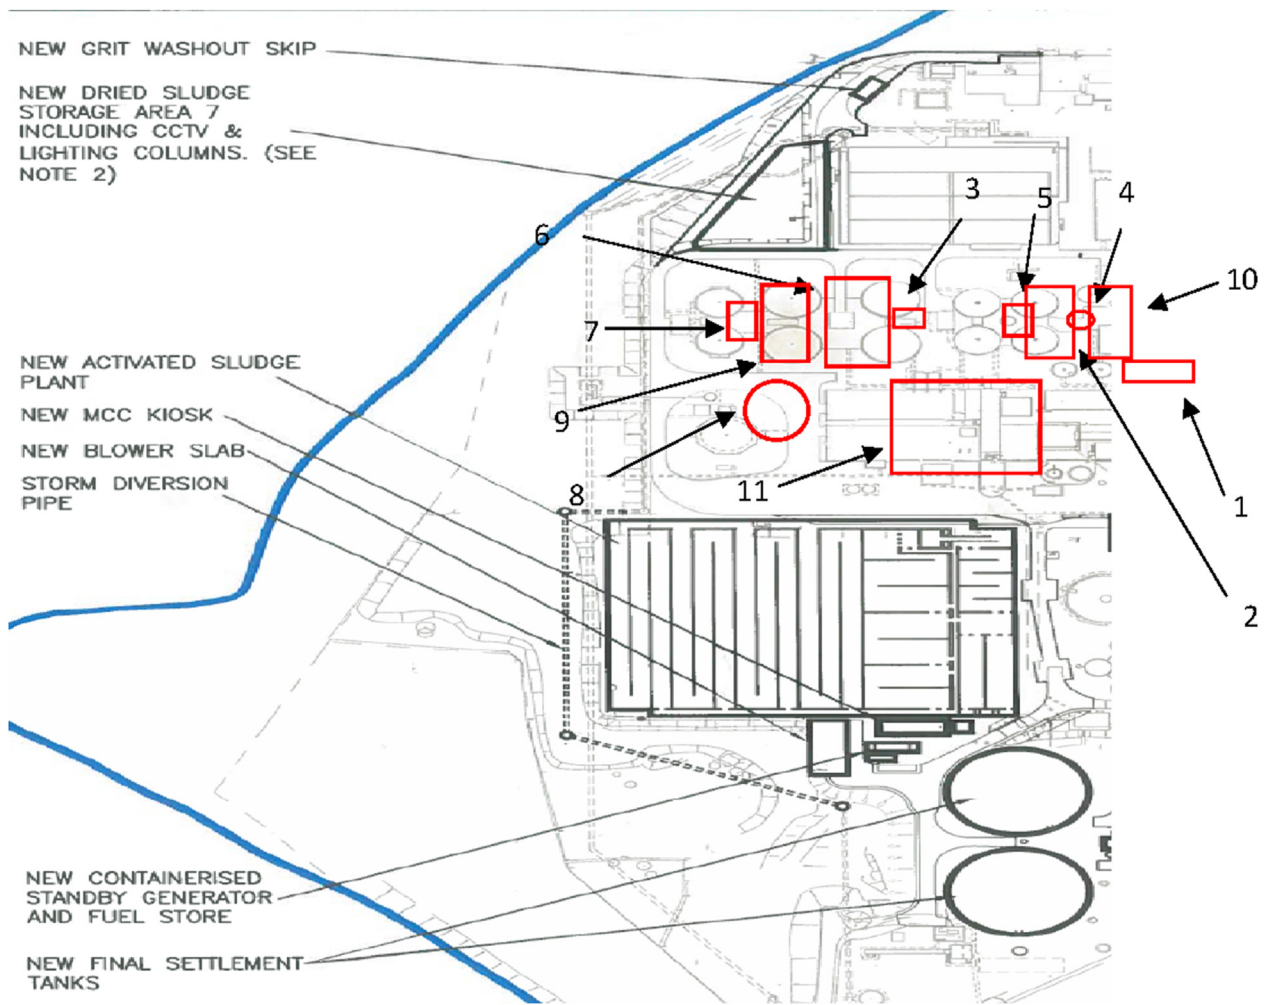 NEW GRIT WASHOUT SKIP
NEW DRIED SLUDGE
STORAGE AREA 7
INCLUDING CCTV &
LIGHTING COLUMNS. (SEE
NOTE 2)
3
4
5
6
10
7
NEW ACTIVATED SLUDGE
PLANT
NEW MCC KIOSK
9
NEW BLOWER SLAB
STORM DIVERSION
PIPE
11
8
1
2
NEW CONTAINERISED
STANDBY GENERATOR
AND FUEL STORE
NEW FINAL SETTLEMENT
TANKS